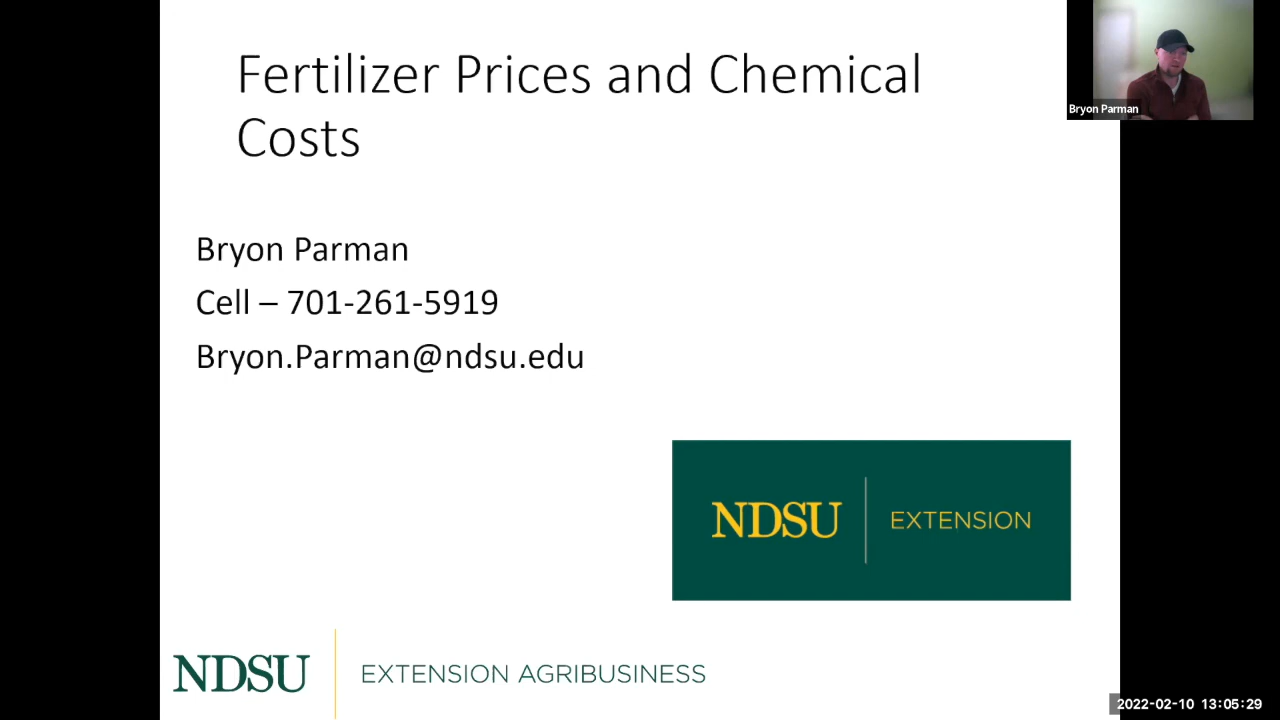 Fertilizer Prices and Chemical
Costs
Bryon Parman
Bryon Parman
Cell – 701-261-5919
Bryon.Parman@ndsu.edu
NDSU EXTENSION
NDSU EXTENSION AGRIBUSINESS
2022-02-10 13:05:29